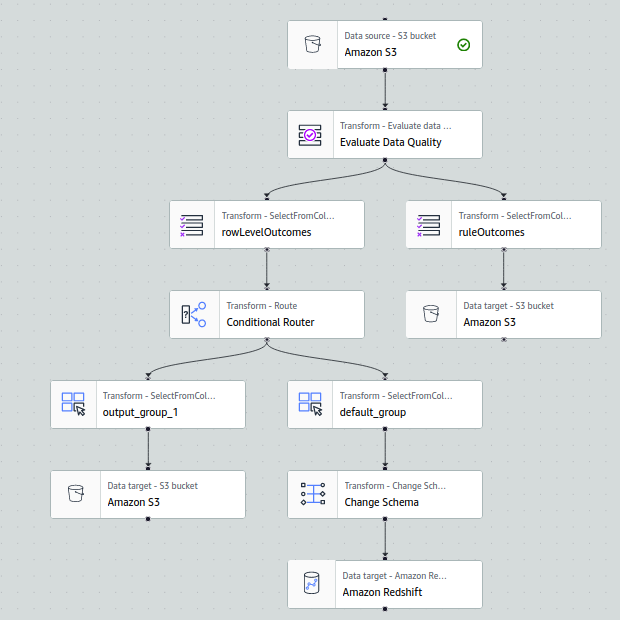 Data source - S3 bucket
Amazon S3
Transform - Evaluate data ...
Evaluate Data Quality
Transform - SelectFromCol...
rowLevelOutcomes
Transform - SelectFromCol...
ruleOutcomes
Transform - Route
Conditional Router
Data target - S3 bucket
Amazon S3
Transform - SelectFromCol...
output_group_1
Transform - SelectFromCol...
default_group
Data target - S3 bucket
Amazon S3
Transform - Change Sch...
Change Schema
Data target - Amazon Re...
Amazon Redshift